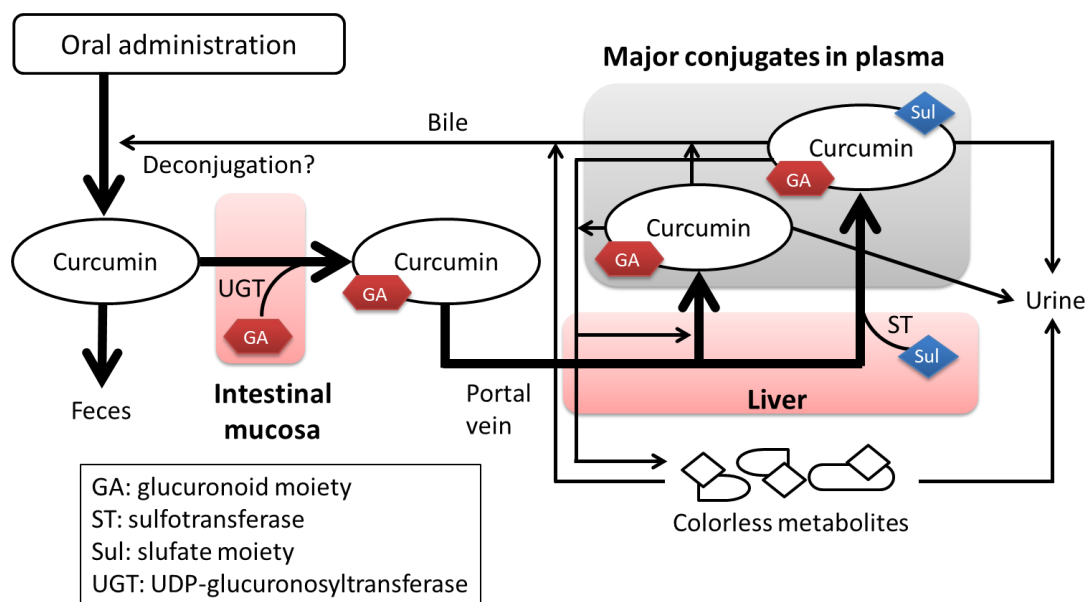 Oral administration
Major conjugates in plasma
Sul
Bile
Curcumin
Deconjugation?
GA
Curcumin
GA
Curcumin
UGT
Curcumin
GA
GA
Urine
ST
Sul
Feces
Intestinal
mucosa
Portal
vein
Liver
GA: glucuronoid moiety
ST: sulfotransferase
Sul: slufate moiety
UGT: UDP-glucuronosyltransferase
Colorless metabolites